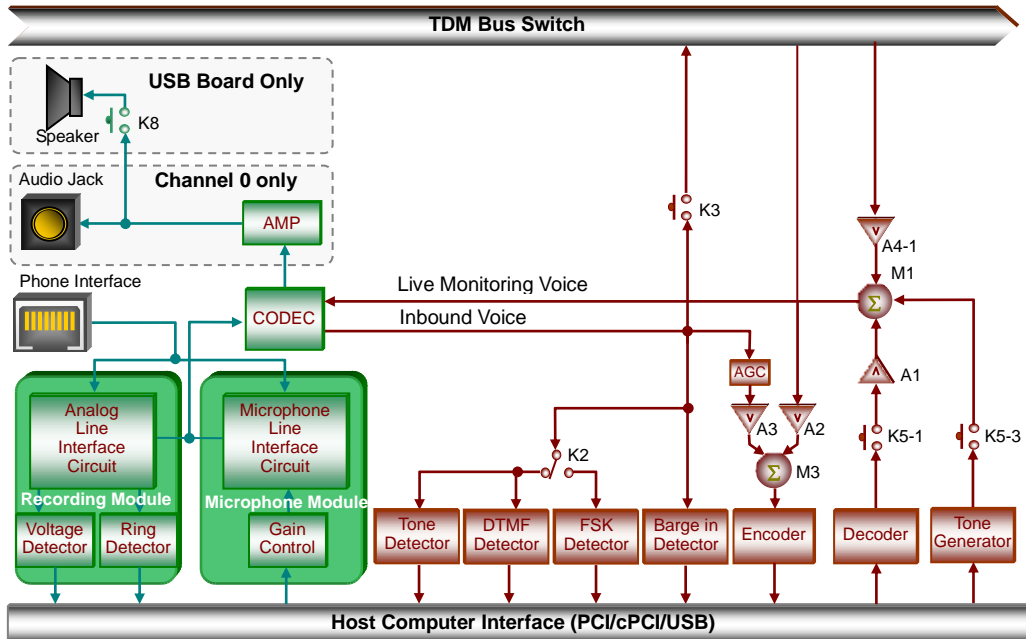 TDM Bus Switch
USB Board Only
Speaker
K8
Audio Jack
Channel 0 only
AMP
K3
A4-1
M1
Σ
Phone Interface
CODEC
Live Monitoring Voice
Inbound Voice
AGC
A1
Analog
Line
Interface
Circuit
Microphone
Line
Interface
Circuit
A3
A2
K5-1
K5-3
K2
Σ
M3
Recording Module
Microphone Module
Voltage
Detector
Ring
Detector
Gain
Control
Tone
Detector
DTMF
Detector
FSK
Detector
Barge in
Detector
Encoder
Decoder
Tone
Generator
Host Computer Interface (PCI/cPCI/USB)